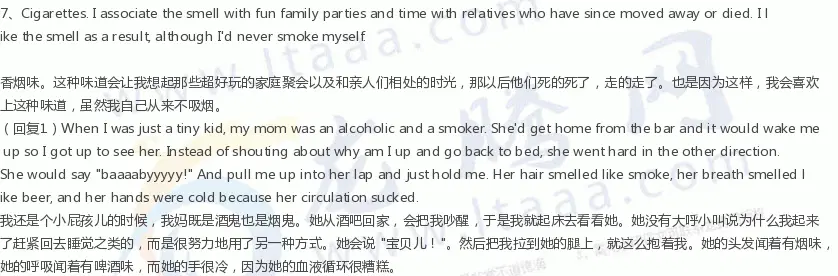 7、Cigarettes. I associate the smell with fun family parties and time with relatives who have since moved away or died. I l
ike the smell as a result, although I'd never smoke myself.
香烟味。这种味道会让我想起那些超好玩的家庭聚会以及和亲人们相处的时光，那以后他们死的死了，走的走了。也是因为这样，我会喜欢
上这种味道，虽然我自己从来不吸烟。
（回复1）When I was just a tiny kid, my mom was an alcoholic and a smoker. She'd get home from the bar and it would wake me
up so I got up to see her. Instead of shouting about why am I up and go back to bed, she went hard in the other direction.
She would say "baaaabyyyyy!" And pull me up into her lap and just hold me. Her hair smelled like smoke, her breath smelled l
ike beer, and her hands were cold because her circulation sucked.
我还是个小屁孩儿的时候，我妈既是酒鬼也是烟鬼。她从酒吧回家，会把我吵醒，于是我就起床去看看她。她没有大呼小叫说为什么我起来
了赶紧回去睡觉之类的，而是很努力地用了另一种方式。她会说 "宝贝儿！"。然后把我拉到她的腿上，就这么抱着我。她的头发闻着有烟味，
她的呼吸闻着有啤酒味，而她的手很冷，因为她的血液循环很糟糕。
龙腾网
www.ltaaa.com